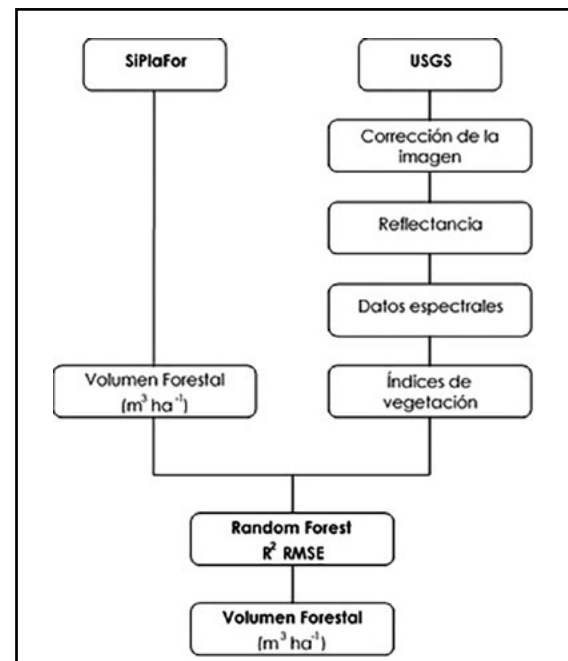 SiPlaFor
USGS
Corrección de la
imagen
Reflectancia
Datos espectrales
Volumen Forestal
(m³ ha⁻¹)
Índices de
vegetación
Random Forest
R² RMSE
Volumen Forestal
(m³ ha⁻¹)